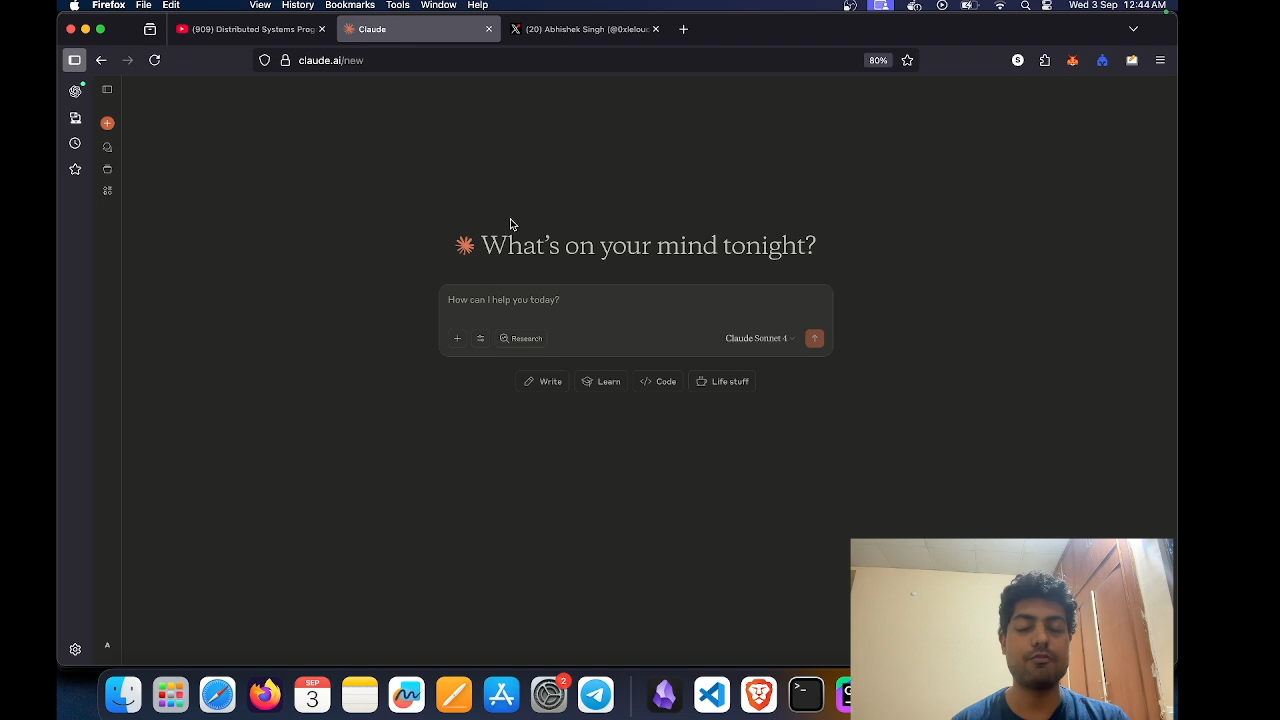 Firefox File Edit View History Bookmarks Tools Window Help Wed 3 Sep 12:44 AM
(909) Distributed Systems Prog Claude (20) Abhishek Singh (@0xlelouc
claude.ai/new 80% S
What's on your mind tonight?
How can I help you today?
Research Claude Sonnet 4
Write Learn Code Life stuff
A
SEP 2
3